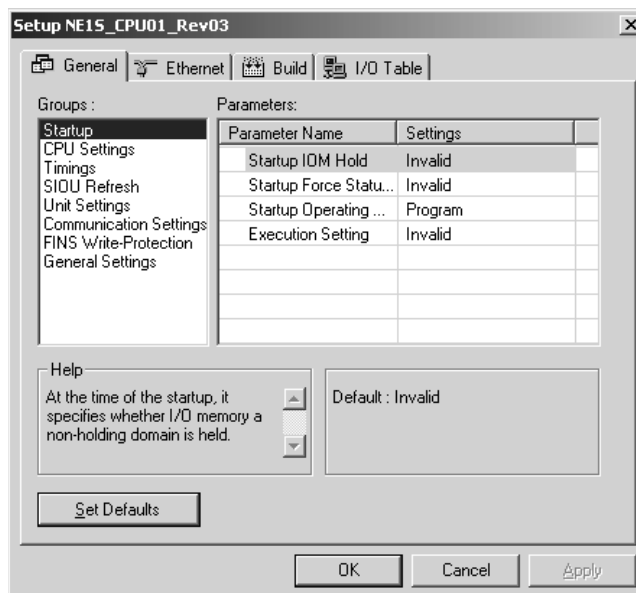 Setup NE1S_CPU01_Rev03
General Ethernet Build I/O Table
Groups : Parameters:
Startup
CPU Settings
Timings
SIOU Refresh
Unit Settings
Communication Settings
FINS Write-Protection
General Settings
Parameter Name Settings
Startup IOM Hold Invalid
Startup Force Statu... Invalid
Startup Operating ... Program
Execution Setting Invalid
Help
At the time of the startup, it
specifies whether I/O memory a
non-holding domain is held.
Default : Invalid
Set Defaults
OK Cancel Apply